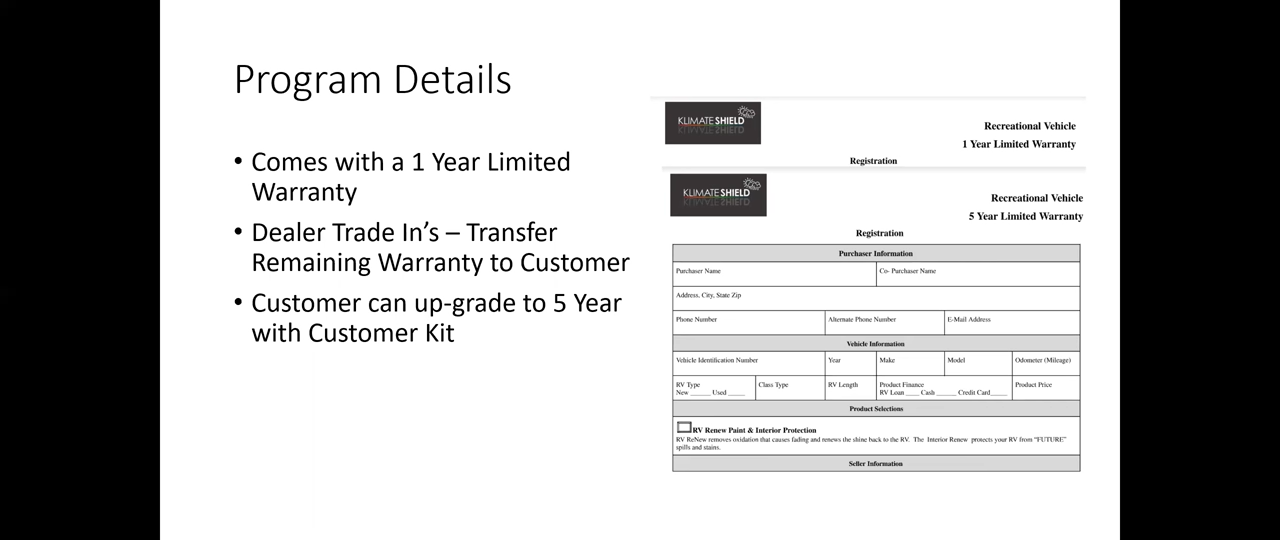 Program Details
• Comes with a 1 Year Limited
Warranty
• Dealer Trade In's – Transfer
Remaining Warranty to Customer
• Customer can up-grade to 5 Year
with Customer Kit
KLIMATE SHIELD
Recreational Vehicle
1 Year Limited Warranty
Registration
KLIMATE SHIELD
Recreational Vehicle
5 Year Limited Warranty
Registration
Purchaser Information
Purchaser Name Co- Purchaser Name
Address, City, State Zip
Phone Number Alternate Phone Number E-Mail Address
Vehicle Information
Vehicle Identification Number Year Make Model Odometer (Mileage)
RV Type Class Type RV Length Product Finance Product Price
New ______ Used _____ RV Loan ____ Cash ______ Credit Card_____
Product Selections
RV Renew Paint & Interior Protection
RV ReNew removes oxidation that causes fading and renews the shine back to the RV. The Interior Renew protects your RV from "FUTURE"
spills and stains.
Seller Information